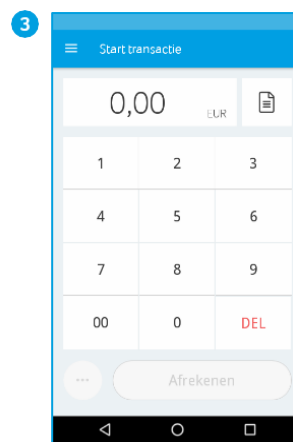 3
Start transactie
0,00 EUR
1 2 3
4 5 6
7 8 9
00 0 DEL
Afrekenen